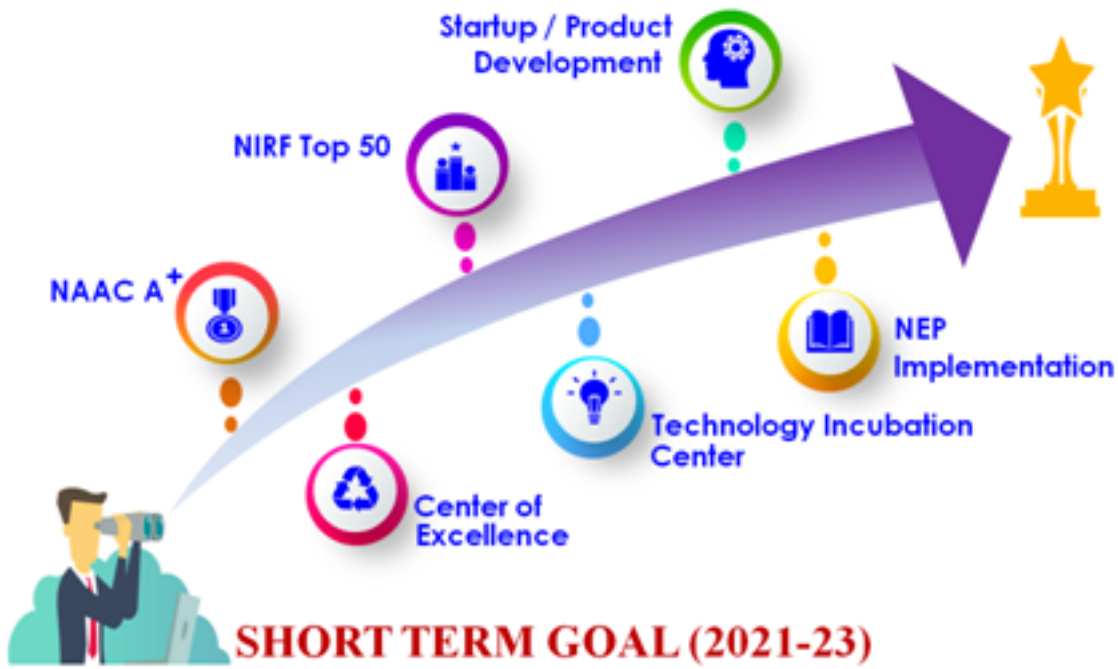 Startup / Product
Development
NIRF Top 50
NAAC A+
NEP
Implementation
Technology Incubation
Center
Center of
Excellence
1
SHORT TERM GOAL (2021-23)